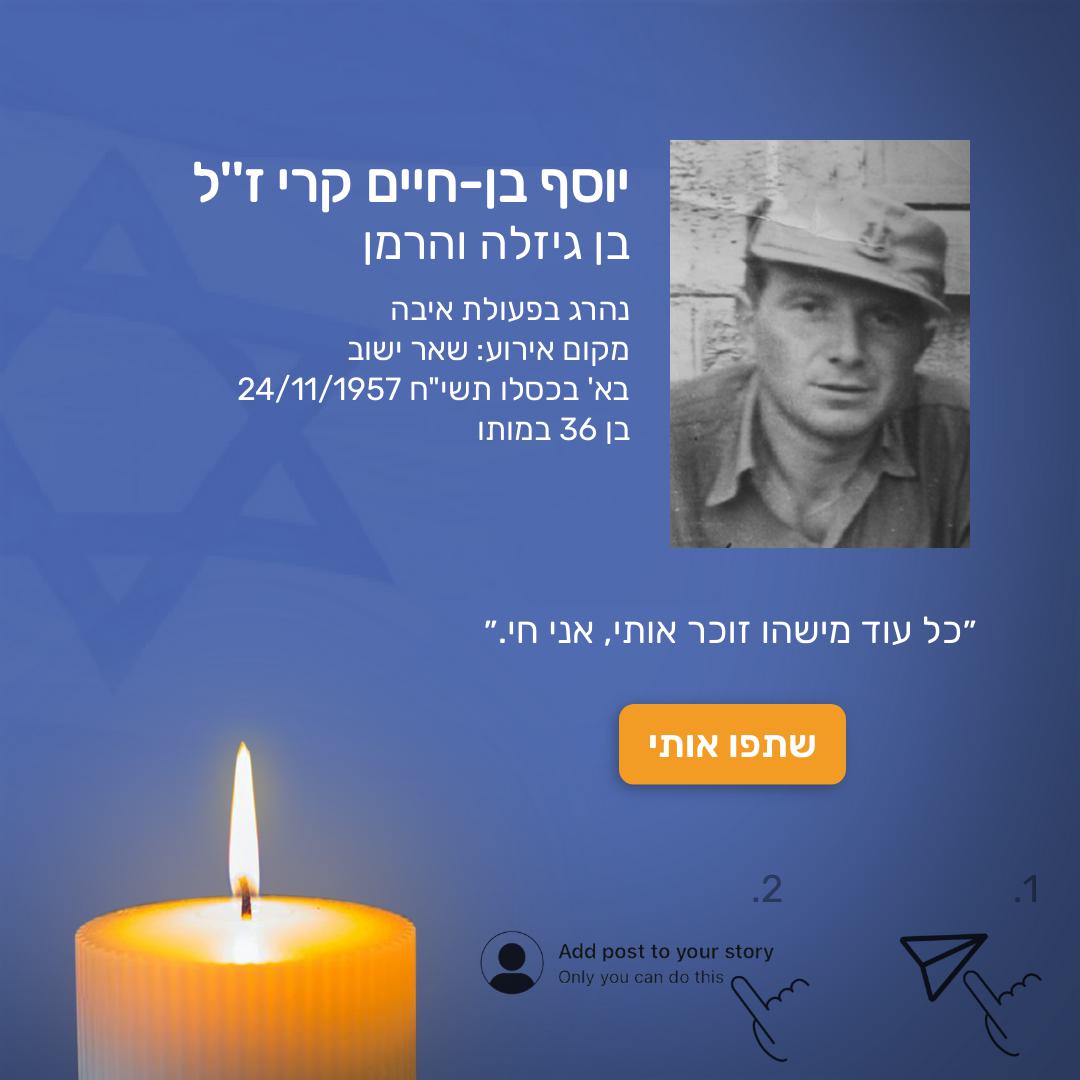 יוסף בן-חיים קרי ז"ל
בן גיזלה והרמן
נהרג בפעולת איבה
מקום אירוע: שאר ישוב
בא' בכסלו תשי"ח 24/11/1957
בן 36 במותו
״כל עוד מישהו זוכר אותי, אני חי.״
שתפו אותי
1.
2.
Add post to your story
Only you can do this